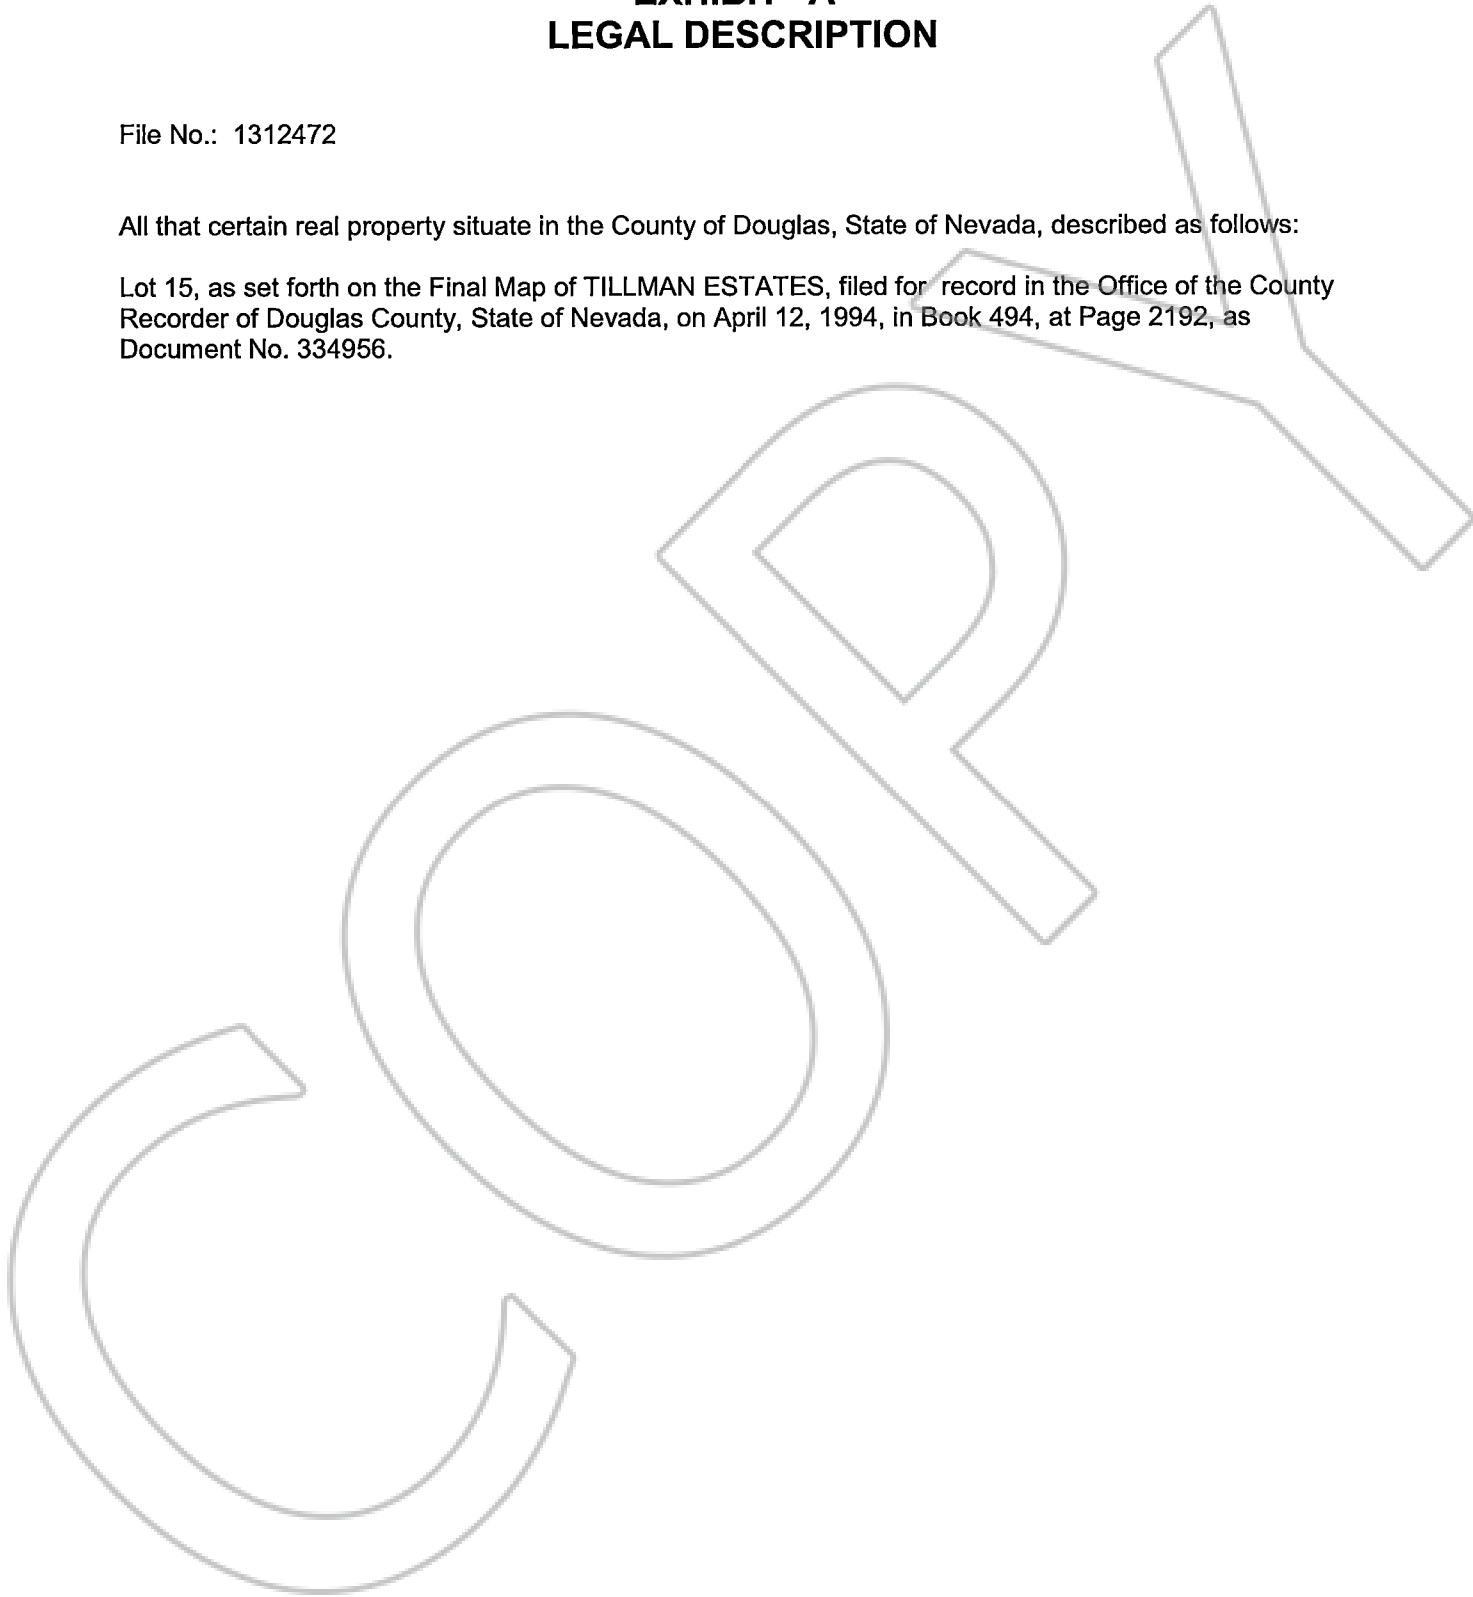 EXHIBIT "A"
LEGAL DESCRIPTION
File No.: 1312472
All that certain real property situate in the County of Douglas, State of Nevada, described as follows:
Lot 15, as set forth on the Final Map of TILLMAN ESTATES, filed for record in the Office of the County
Recorder of Douglas County, State of Nevada, on April 12, 1994, in Book 494, at Page 2192, as
Document No. 334956.
COPY